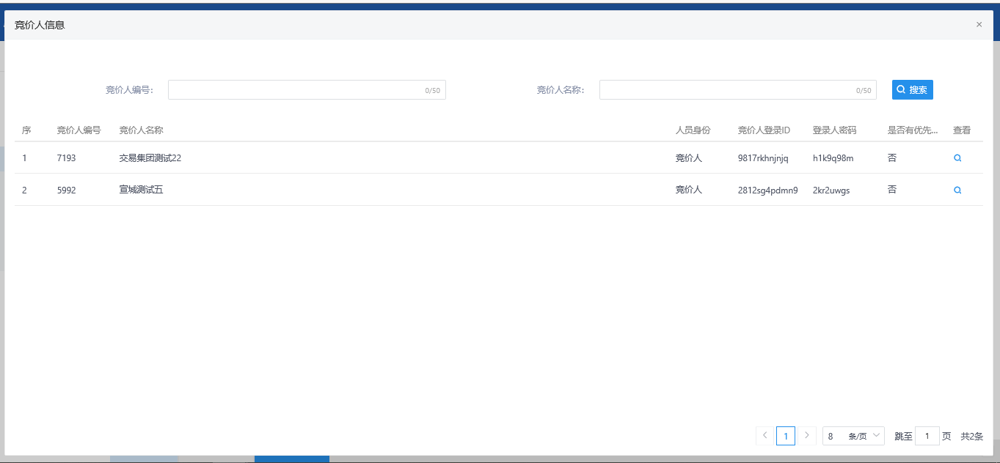 竞价人信息
竞价人编号： 0/50 竞价人名称： 0/50 搜索
序 竞价人编号 竞价人名称 人员身份 竞价人登录ID 登录人密码 是否有优先... 查看
1 7193 交易集团测试22 竞价人 9817rkhnjnjq h1k9q98m 否
2 5992 宣城测试五 竞价人 2812sg4pdmn9 2kr2uwgs 否
1 8 条/页 跳至 1 页 共2条